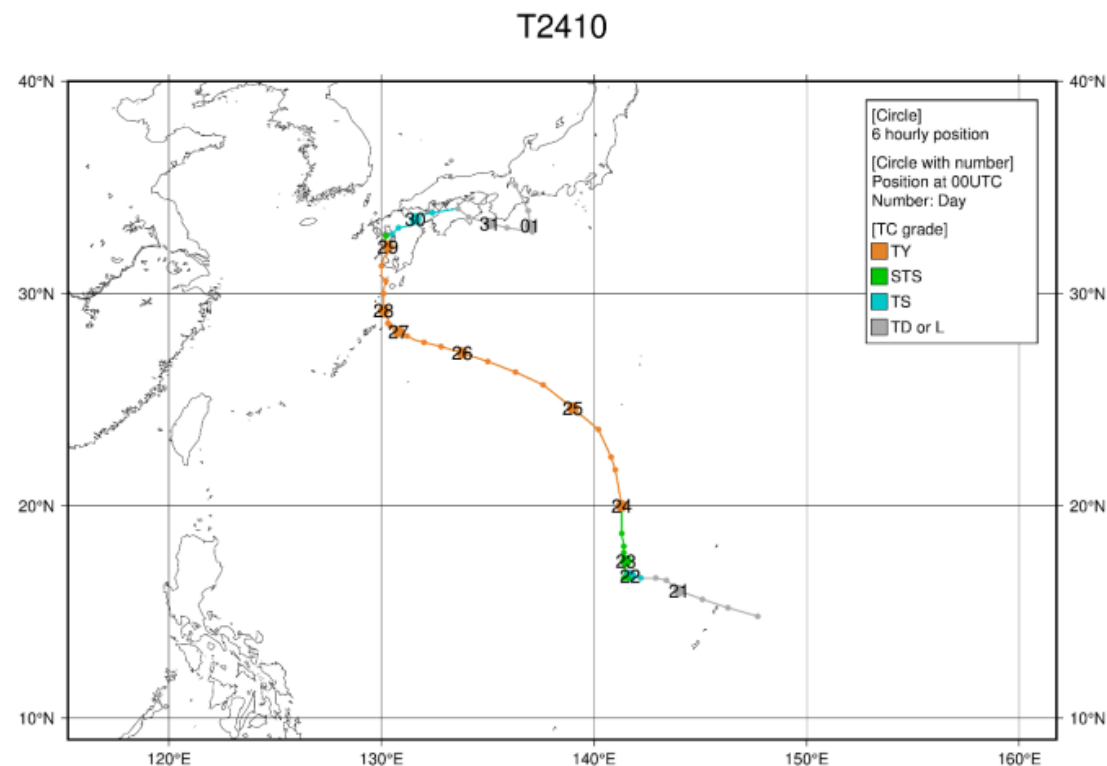 T2410
40°N
40°N
[Circle]
6 hourly position
[Circle with number]
Position at 00UTC
Number: Day
[TC grade]
TY
STS
TS
TD or L
30
31
01
29
30°N
30°N
28
27
26
25
20°N
24
20°N
23
22
21
10°N
10°N
120°E
130°E
140°E
150°E
160°E